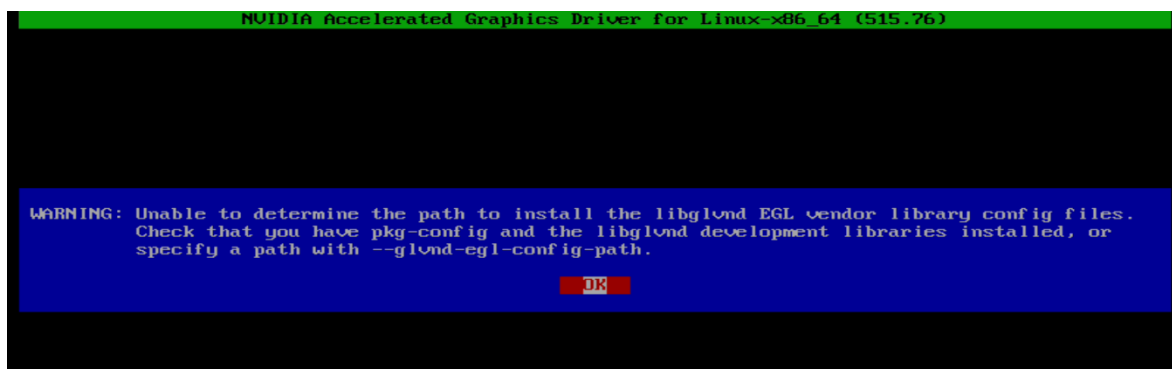 NVIDIA Accelerated Graphics Driver for Linux-x86_64 (515.76)
WARNING: Unable to determine the path to install the libglvnd EGL vendor library config files.
Check that you have pkg-config and the libglvnd development libraries installed, or
specify a path with --glvnd-egl-config-path.
OK